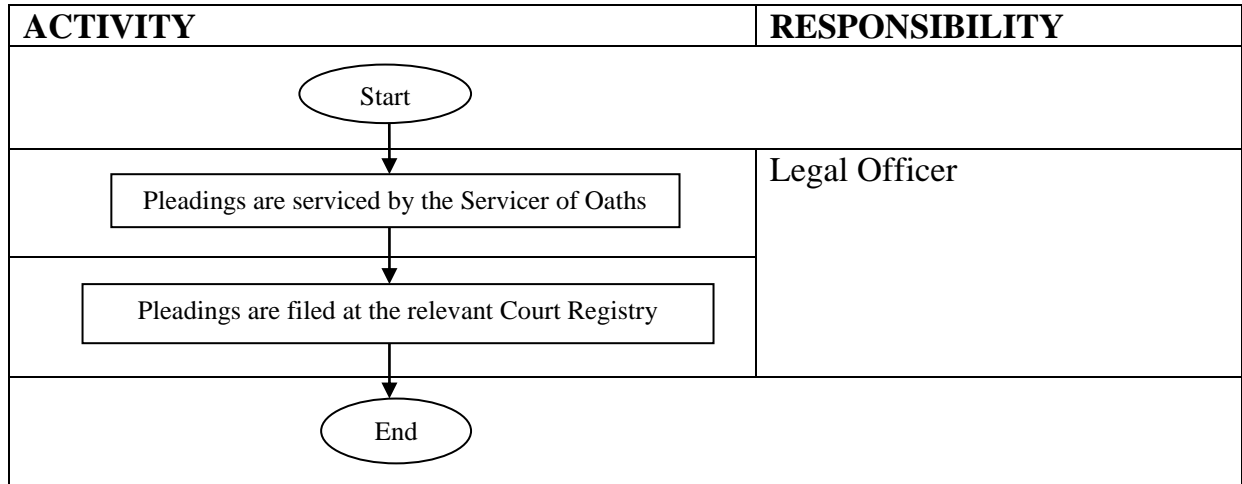 ACTIVITY RESPONSIBILITY
Start
Pleadings are serviced by the Servicer of Oaths
Legal Officer
Pleadings are filed at the relevant Court Registry
End